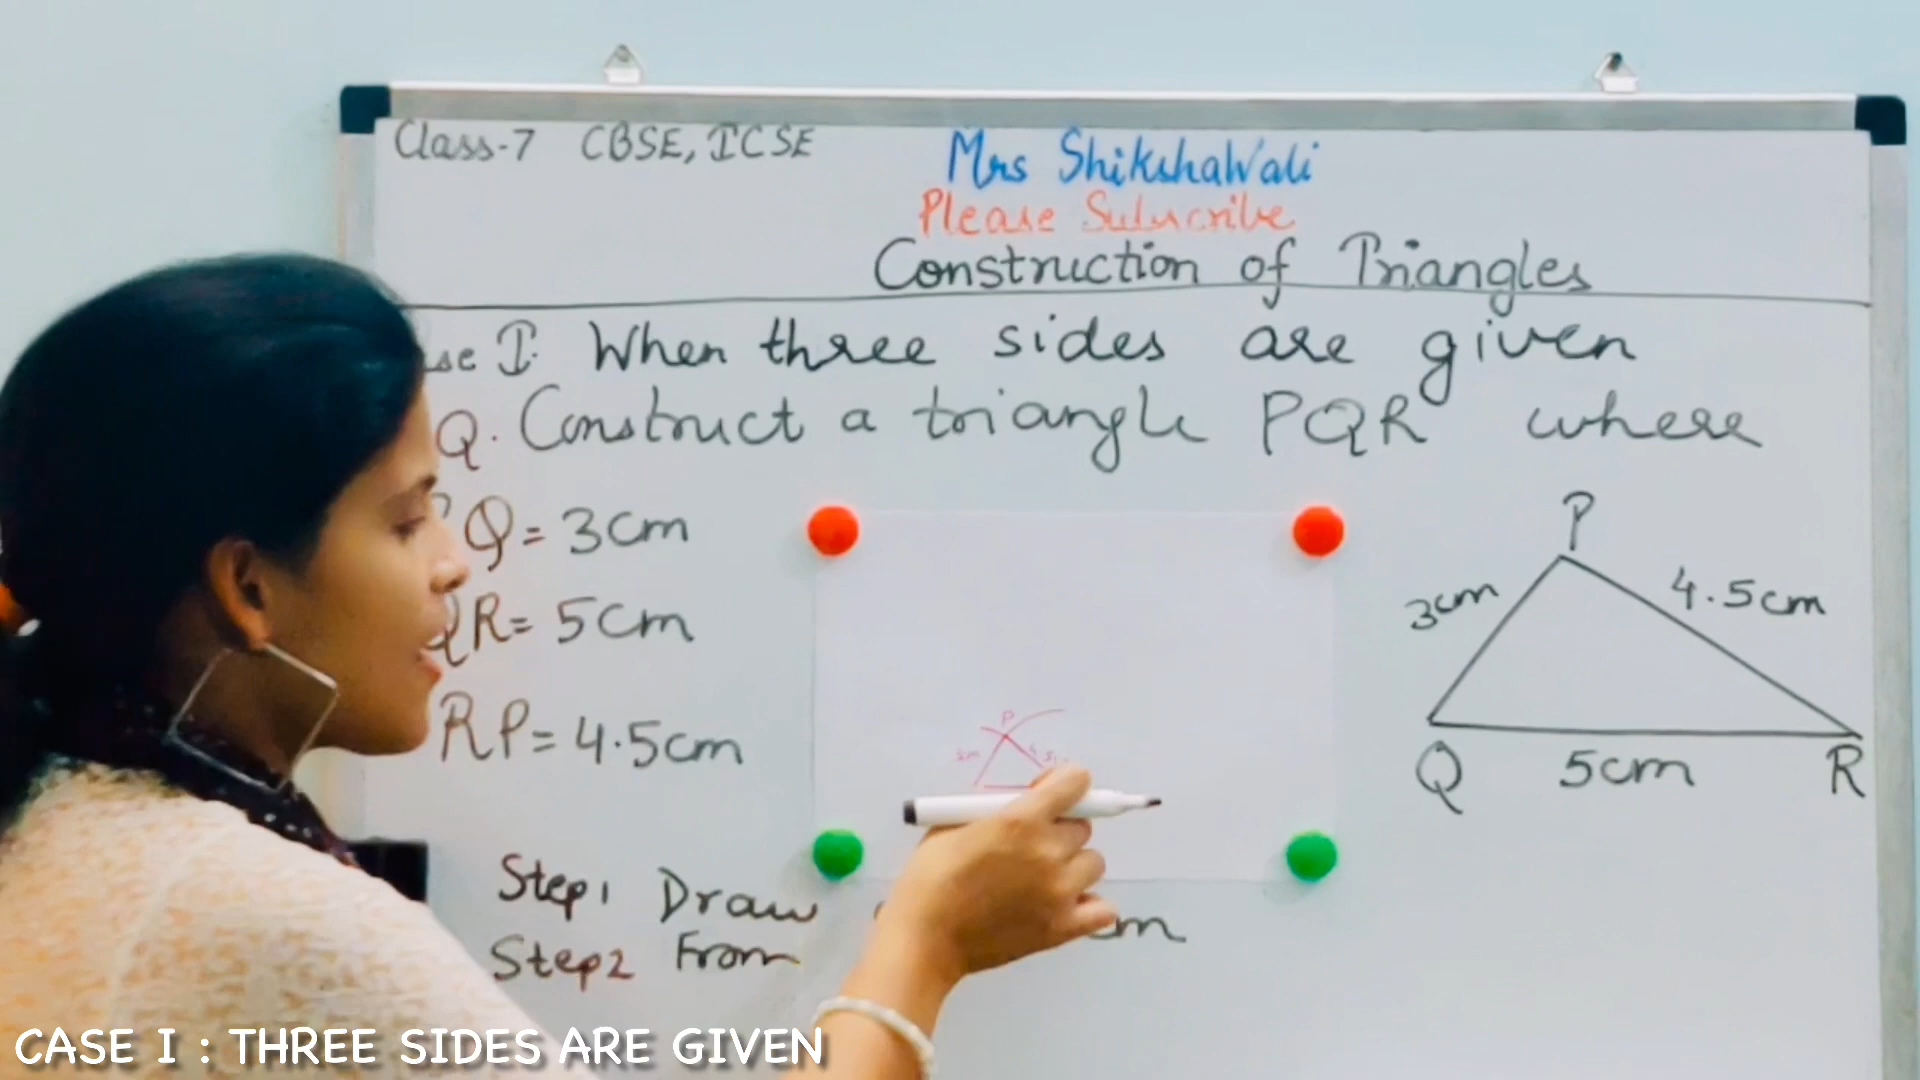 Class-7 CBSE, ICSE
Mrs ShikshaWali
Please Subscribe
Construction of Triangles
I. When three sides are given
Q. Construct a triangle PQR where
Q = 3cm
QR = 5cm
RP = 4.5cm
P
3cm
4.5cm
Q
5cm
R
P
Step1 Draw
Step2 From
CASE I : THREE SIDES ARE GIVEN